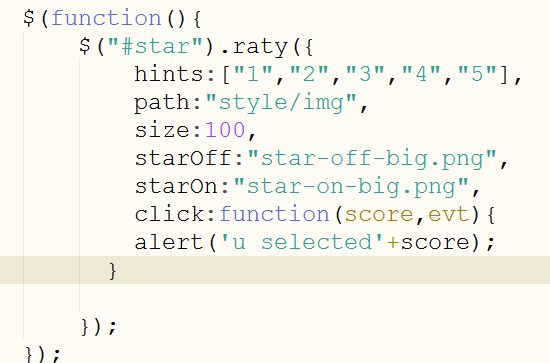 $(function(){
$("#star").raty({
hints:["1","2","3","4","5"],
path:"style/img",
size:100,
starOff:"star-off-big.png",
starOn:"star-on-big.png",
click:function(score,evt){
alert('u selected'+score);
}
});
});